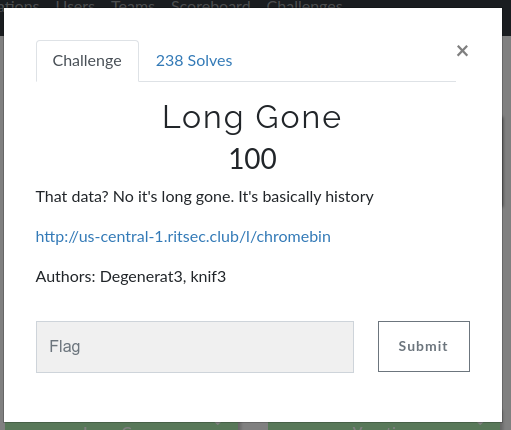 Users Teams Scoreboard Challenges
Challenge
238 Solves
×
Long Gone
100
That data? No it's long gone. It's basically history
http://us-central-1.ritsec.club/l/chromebin
Authors: Degenerat3, knif3
Flag
Submit